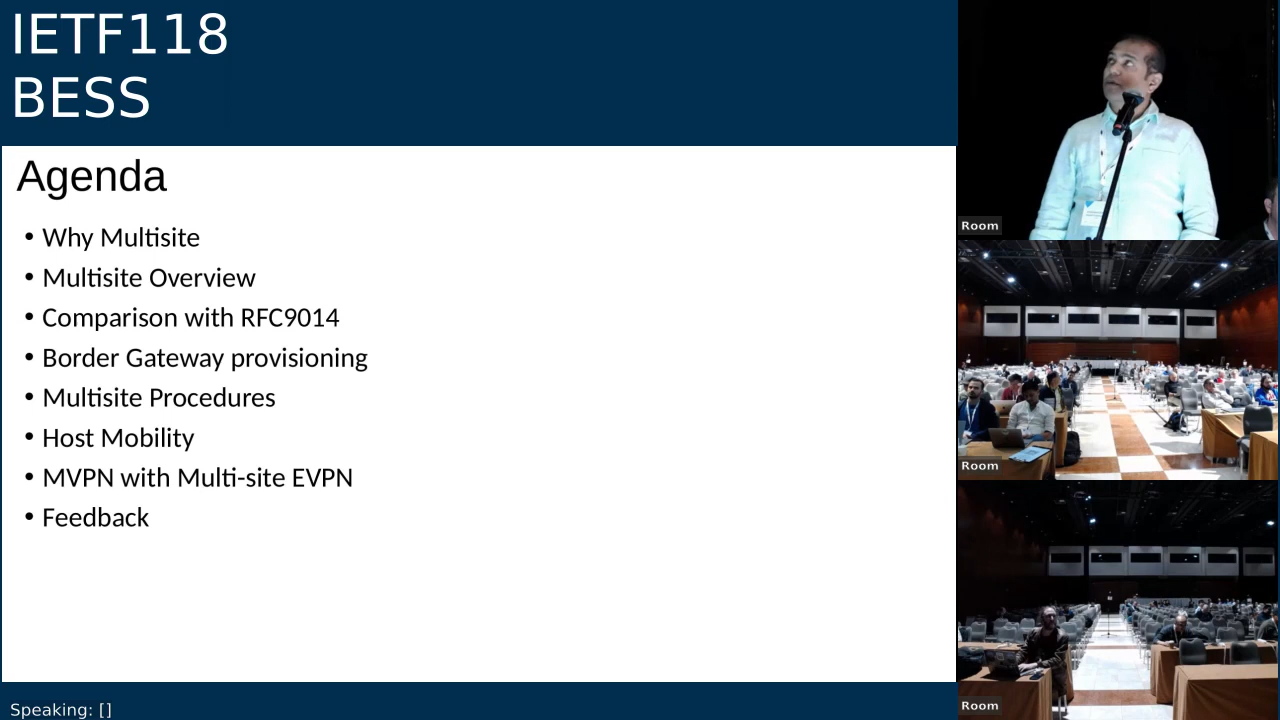 IETF118
BESS
Agenda
• Why Multisite
• Multisite Overview
• Comparison with RFC9014
• Border Gateway provisioning
• Multisite Procedures
• Host Mobility
• MVPN with Multi-site EVPN
• Feedback
Speaking: []
Room
Room
Room